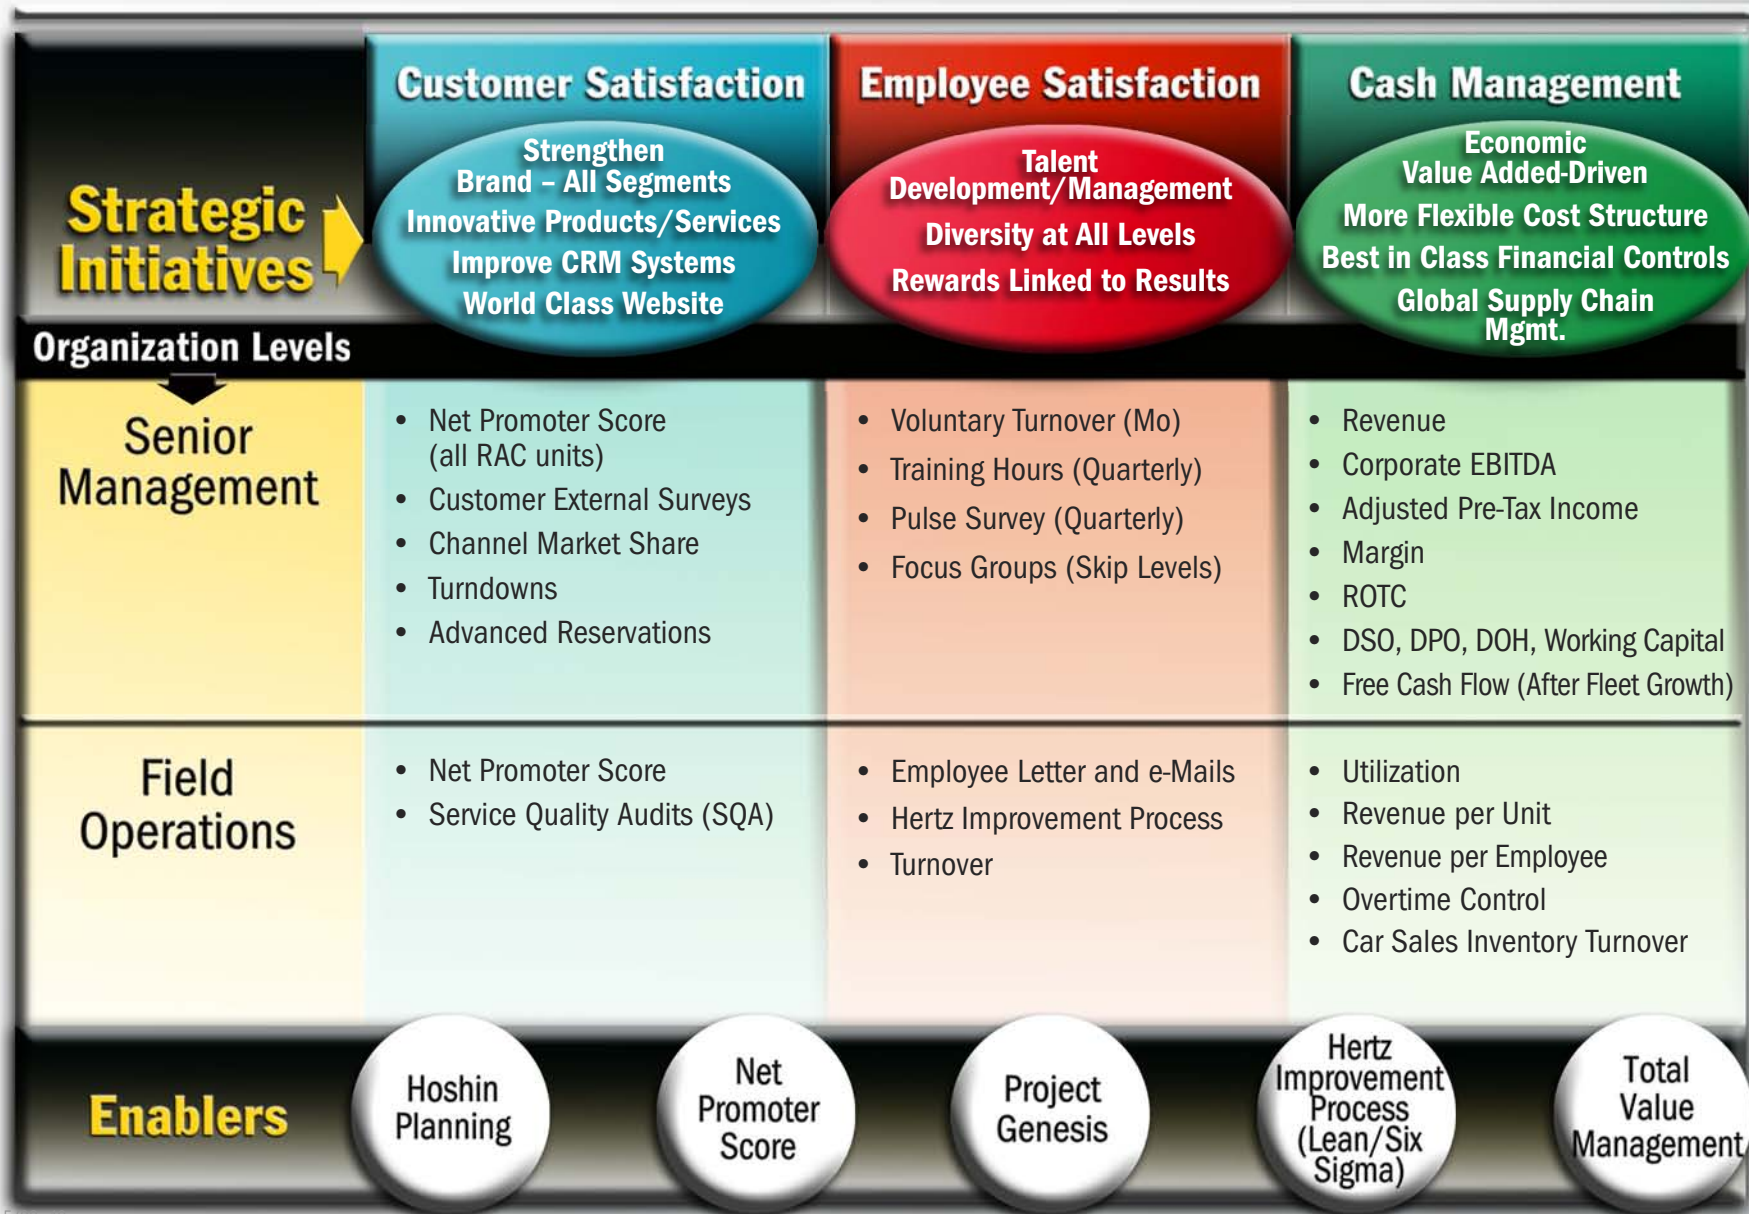 Customer Satisfaction
Employee Satisfaction
Cash Management
Strategic
Initiatives
Strengthen
Brand – All Segments
Innovative Products/Services
Improve CRM Systems
World Class Website
Talent
Development/Management
Diversity at All Levels
Rewards Linked to Results
Economic
Value Added-Driven
More Flexible Cost Structure
Best in Class Financial Controls
Global Supply Chain
Mgmt.
Organization Levels
Senior
Management
• Net Promoter Score
(all RAC units)
• Customer External Surveys
• Channel Market Share
• Turndowns
• Advanced Reservations
• Voluntary Turnover (Mo)
• Training Hours (Quarterly)
• Pulse Survey (Quarterly)
• Focus Groups (Skip Levels)
• Revenue
• Corporate EBITDA
• Adjusted Pre-Tax Income
• Margin
• ROTC
• DSO, DPO, DOH, Working Capital
• Free Cash Flow (After Fleet Growth)
Field
Operations
• Net Promoter Score
• Service Quality Audits (SQA)
• Employee Letter and e-Mails
• Hertz Improvement Process
• Turnover
• Utilization
• Revenue per Unit
• Revenue per Employee
• Overtime Control
• Car Sales Inventory Turnover
Enablers
Hoshin
Planning
Net
Promoter
Score
Project
Genesis
Hertz
Improvement
Process
(Lean/Six
Sigma)
Total
Value
Management